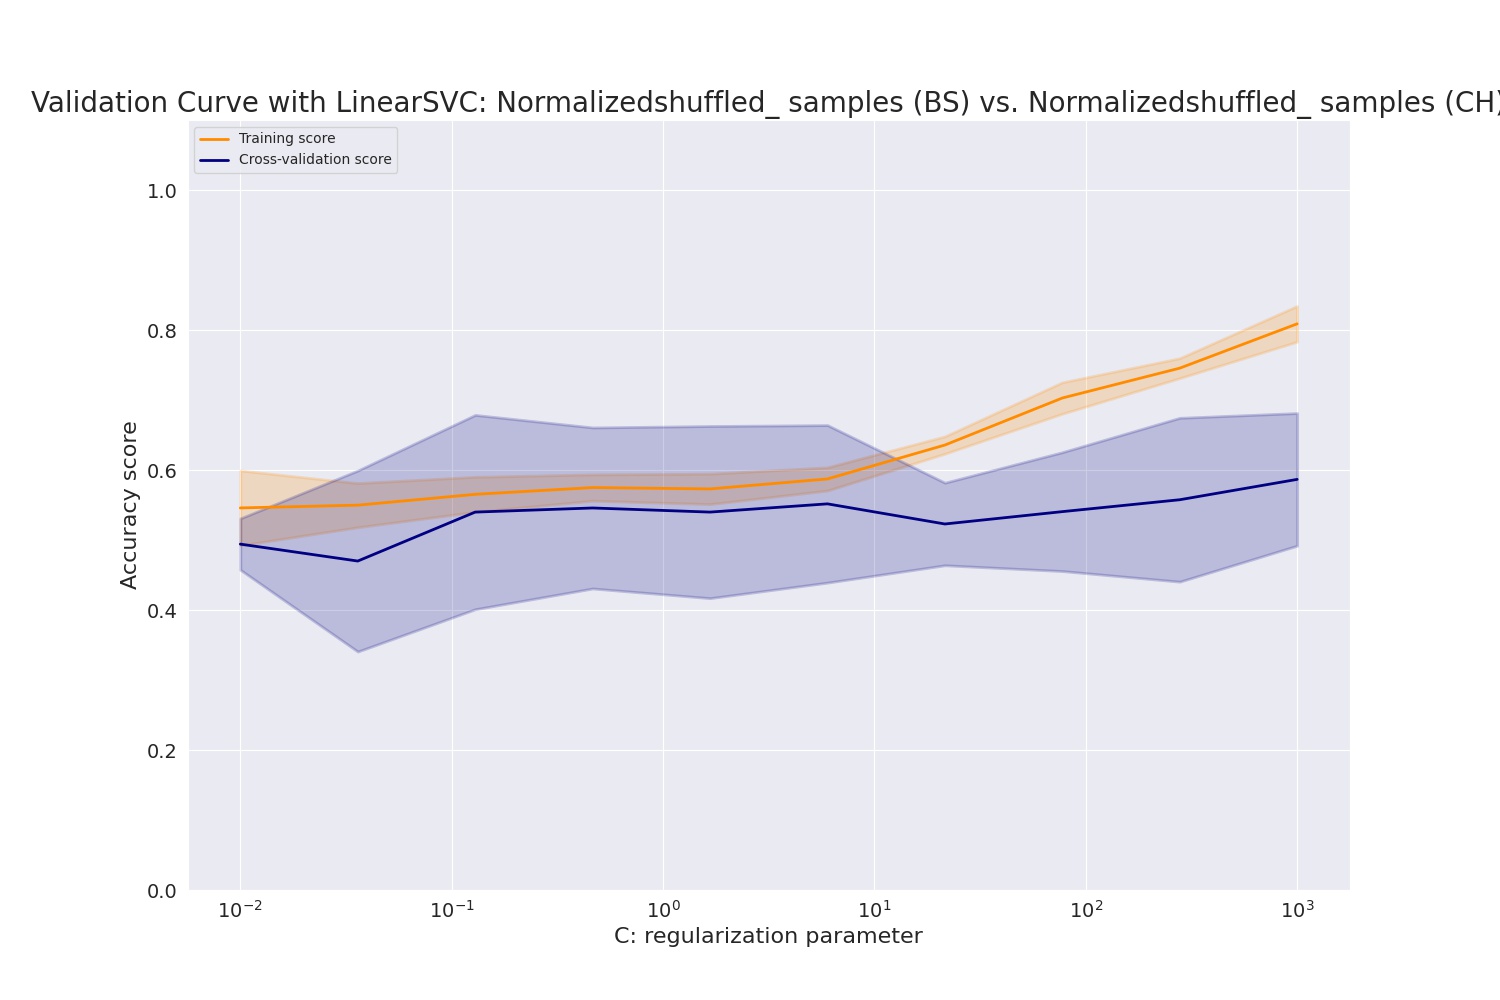 Validation Curve with LinearSVC: Normalizedshuffled_ samples (BS) vs. Normalizedshuffled_ samples (CH)
Training score
Cross-validation score
1.0
0.8
0.6
0.4
0.2
0.0
Accuracy score
10⁻² 10⁻¹ 10⁰ 10¹ 10² 10³
C: regularization parameter